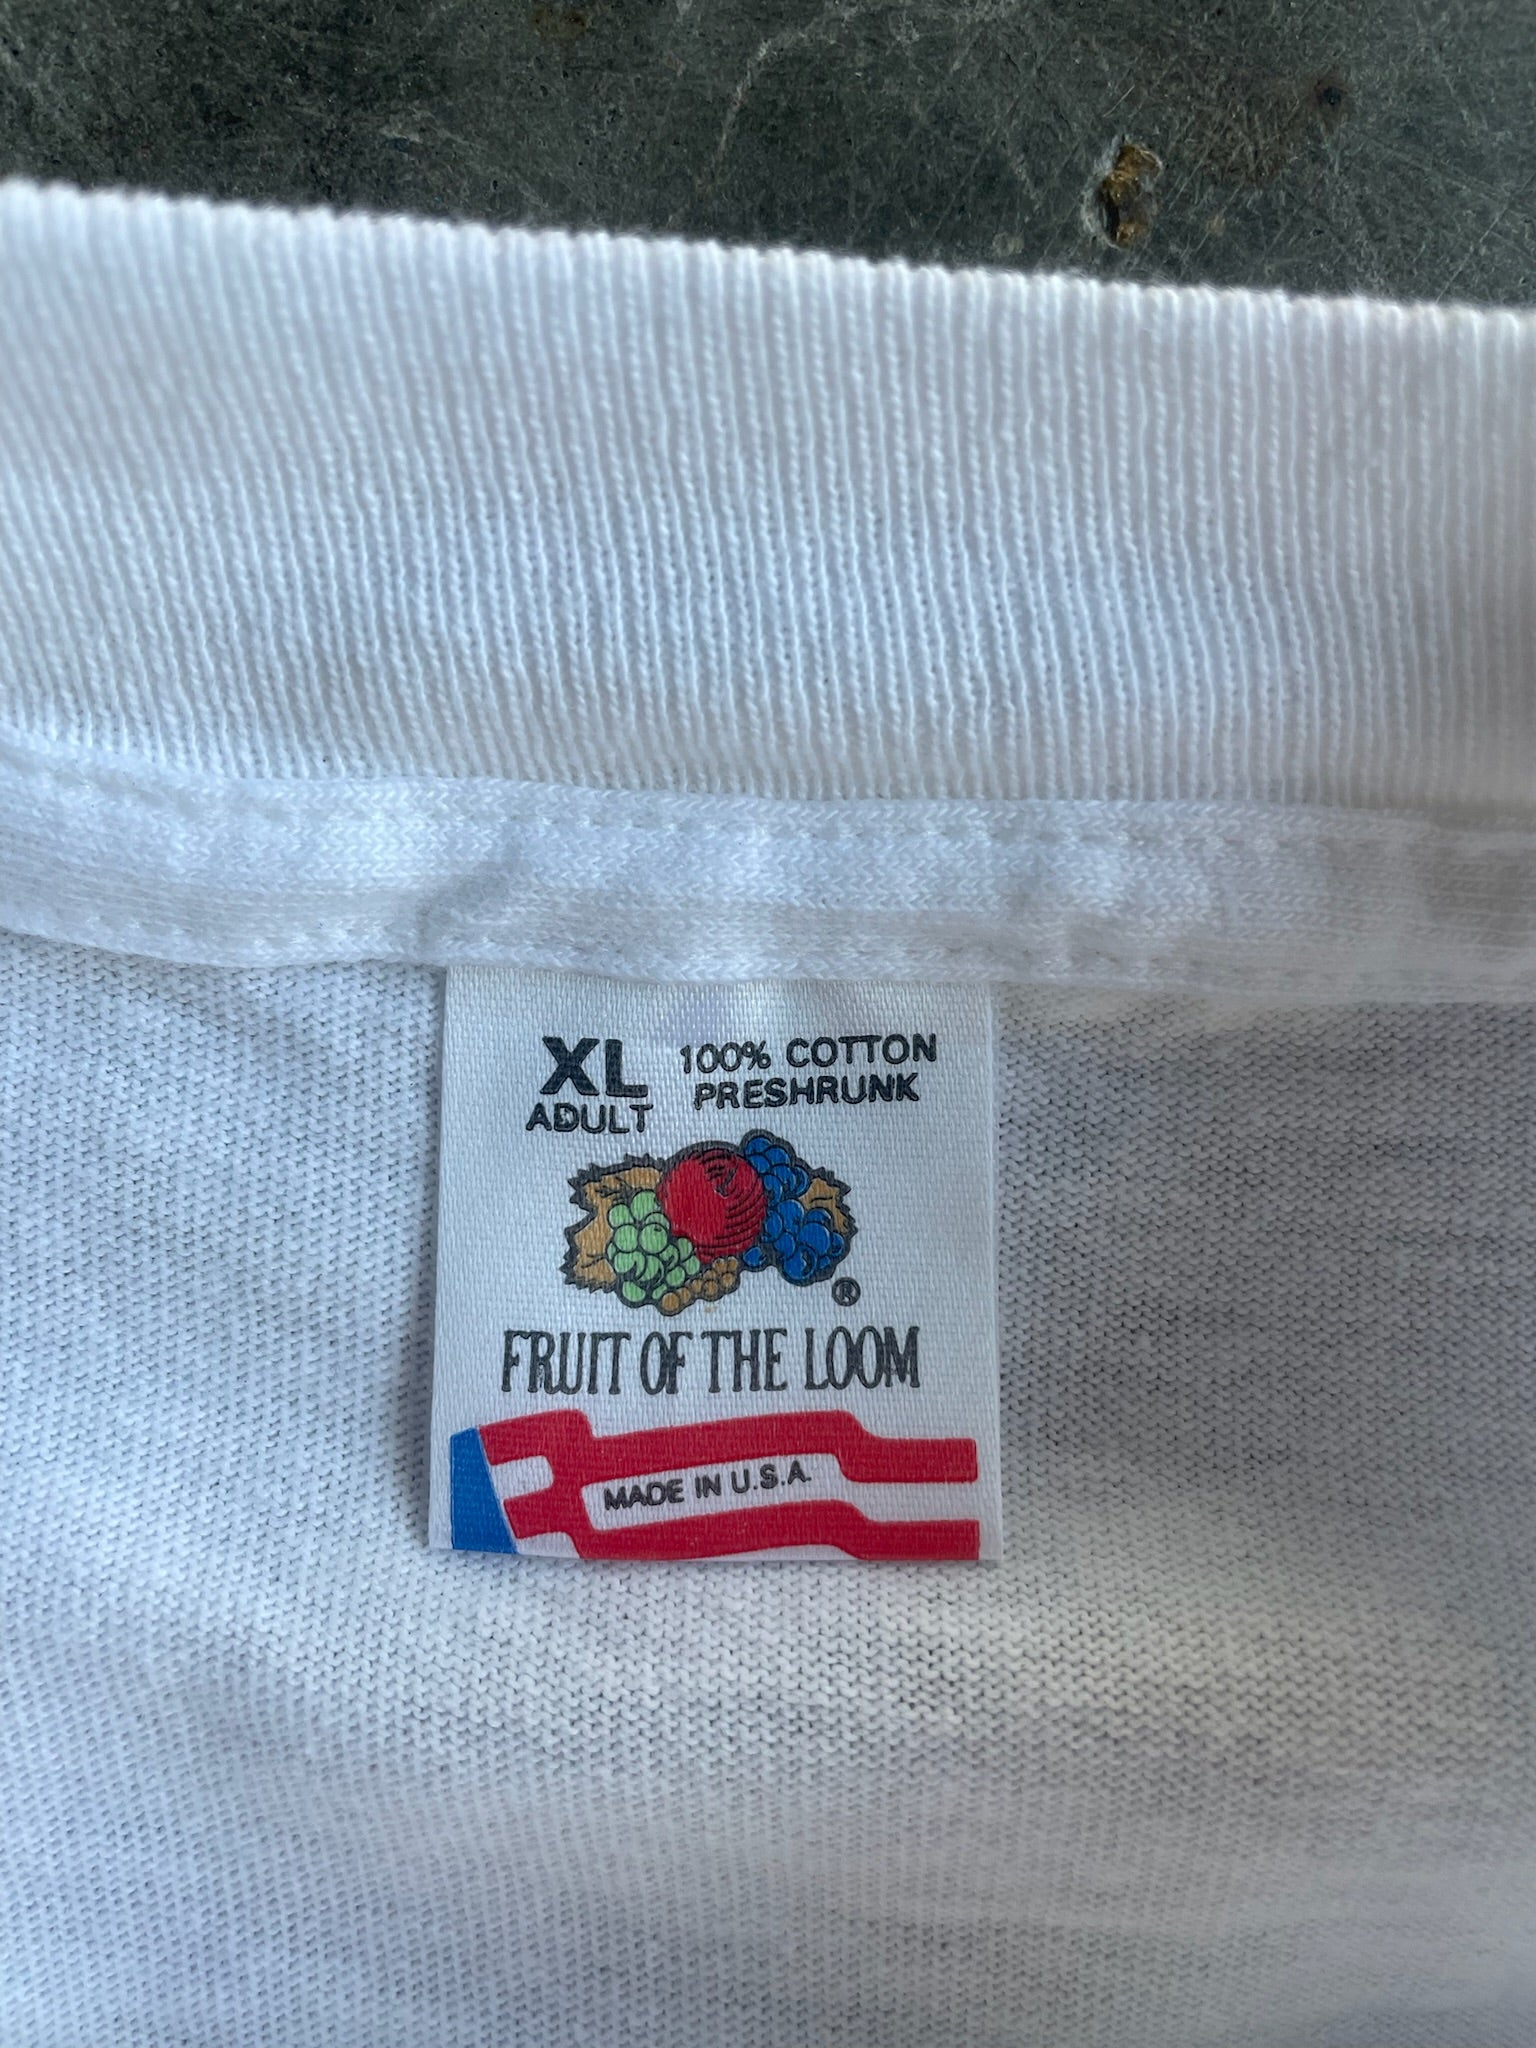 XL 100% COTTON
ADULT PRESHRUNK
®
FRUIT OF THE LOOM
MADE IN U.S.A.